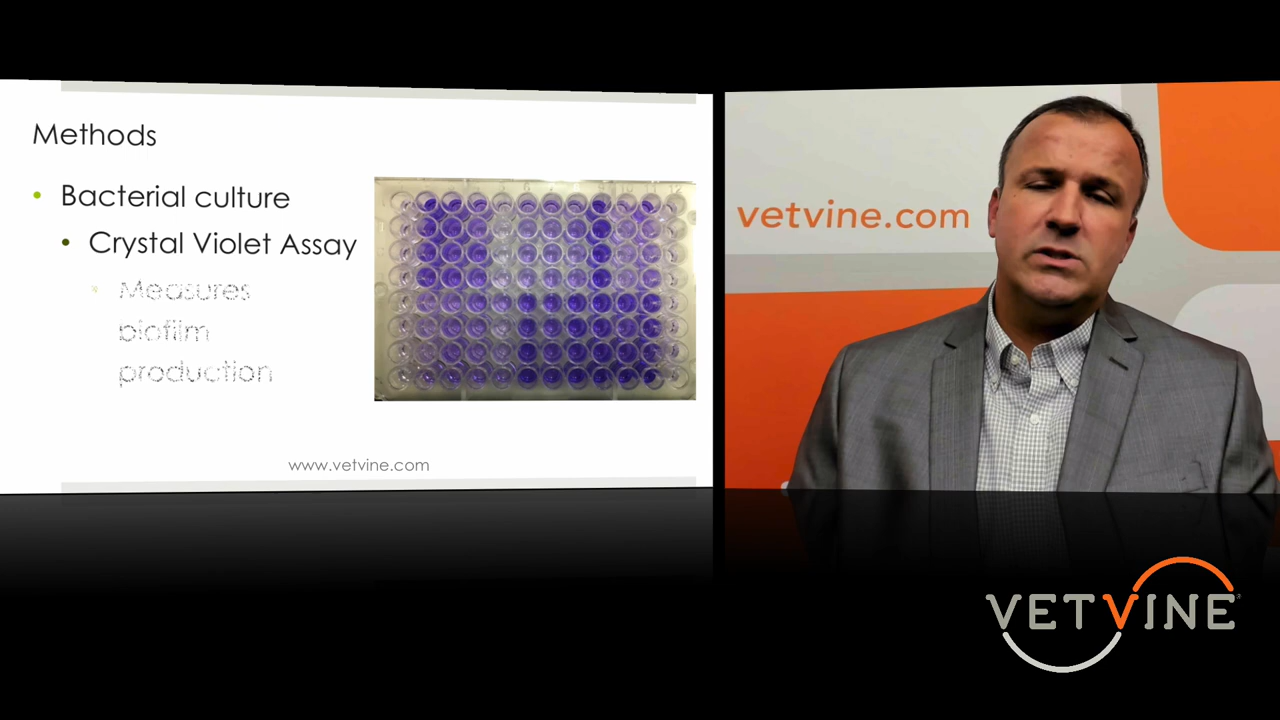 Methods
Bacterial culture
Crystal Violet Assay
Measures
biofilm
production
www.vetvine.com
vetvine.com
VETVINE